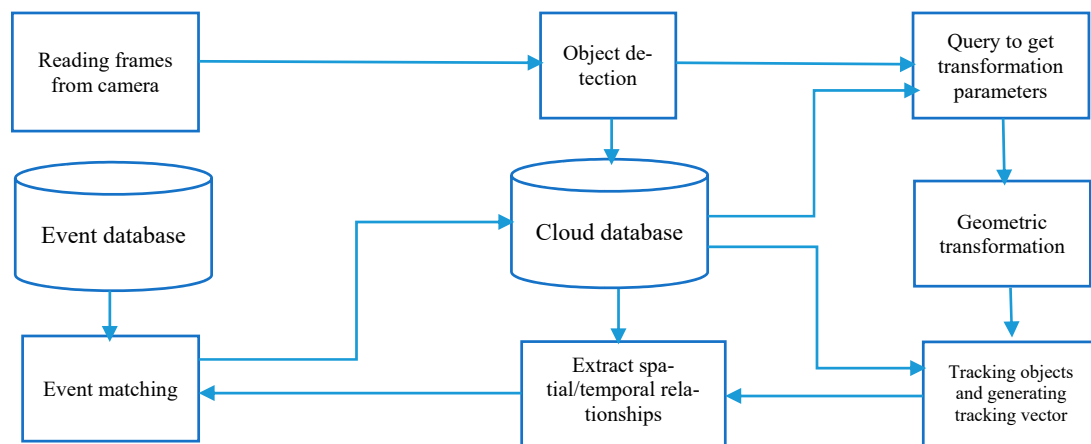 Reading frames
from camera
Object de-
tection
Query to get
transformation
parameters
Event database
Cloud database
Geometric
transformation
Event matching
Extract spa-
tial/temporal rela-
tionships
Tracking objects
and generating
tracking vector